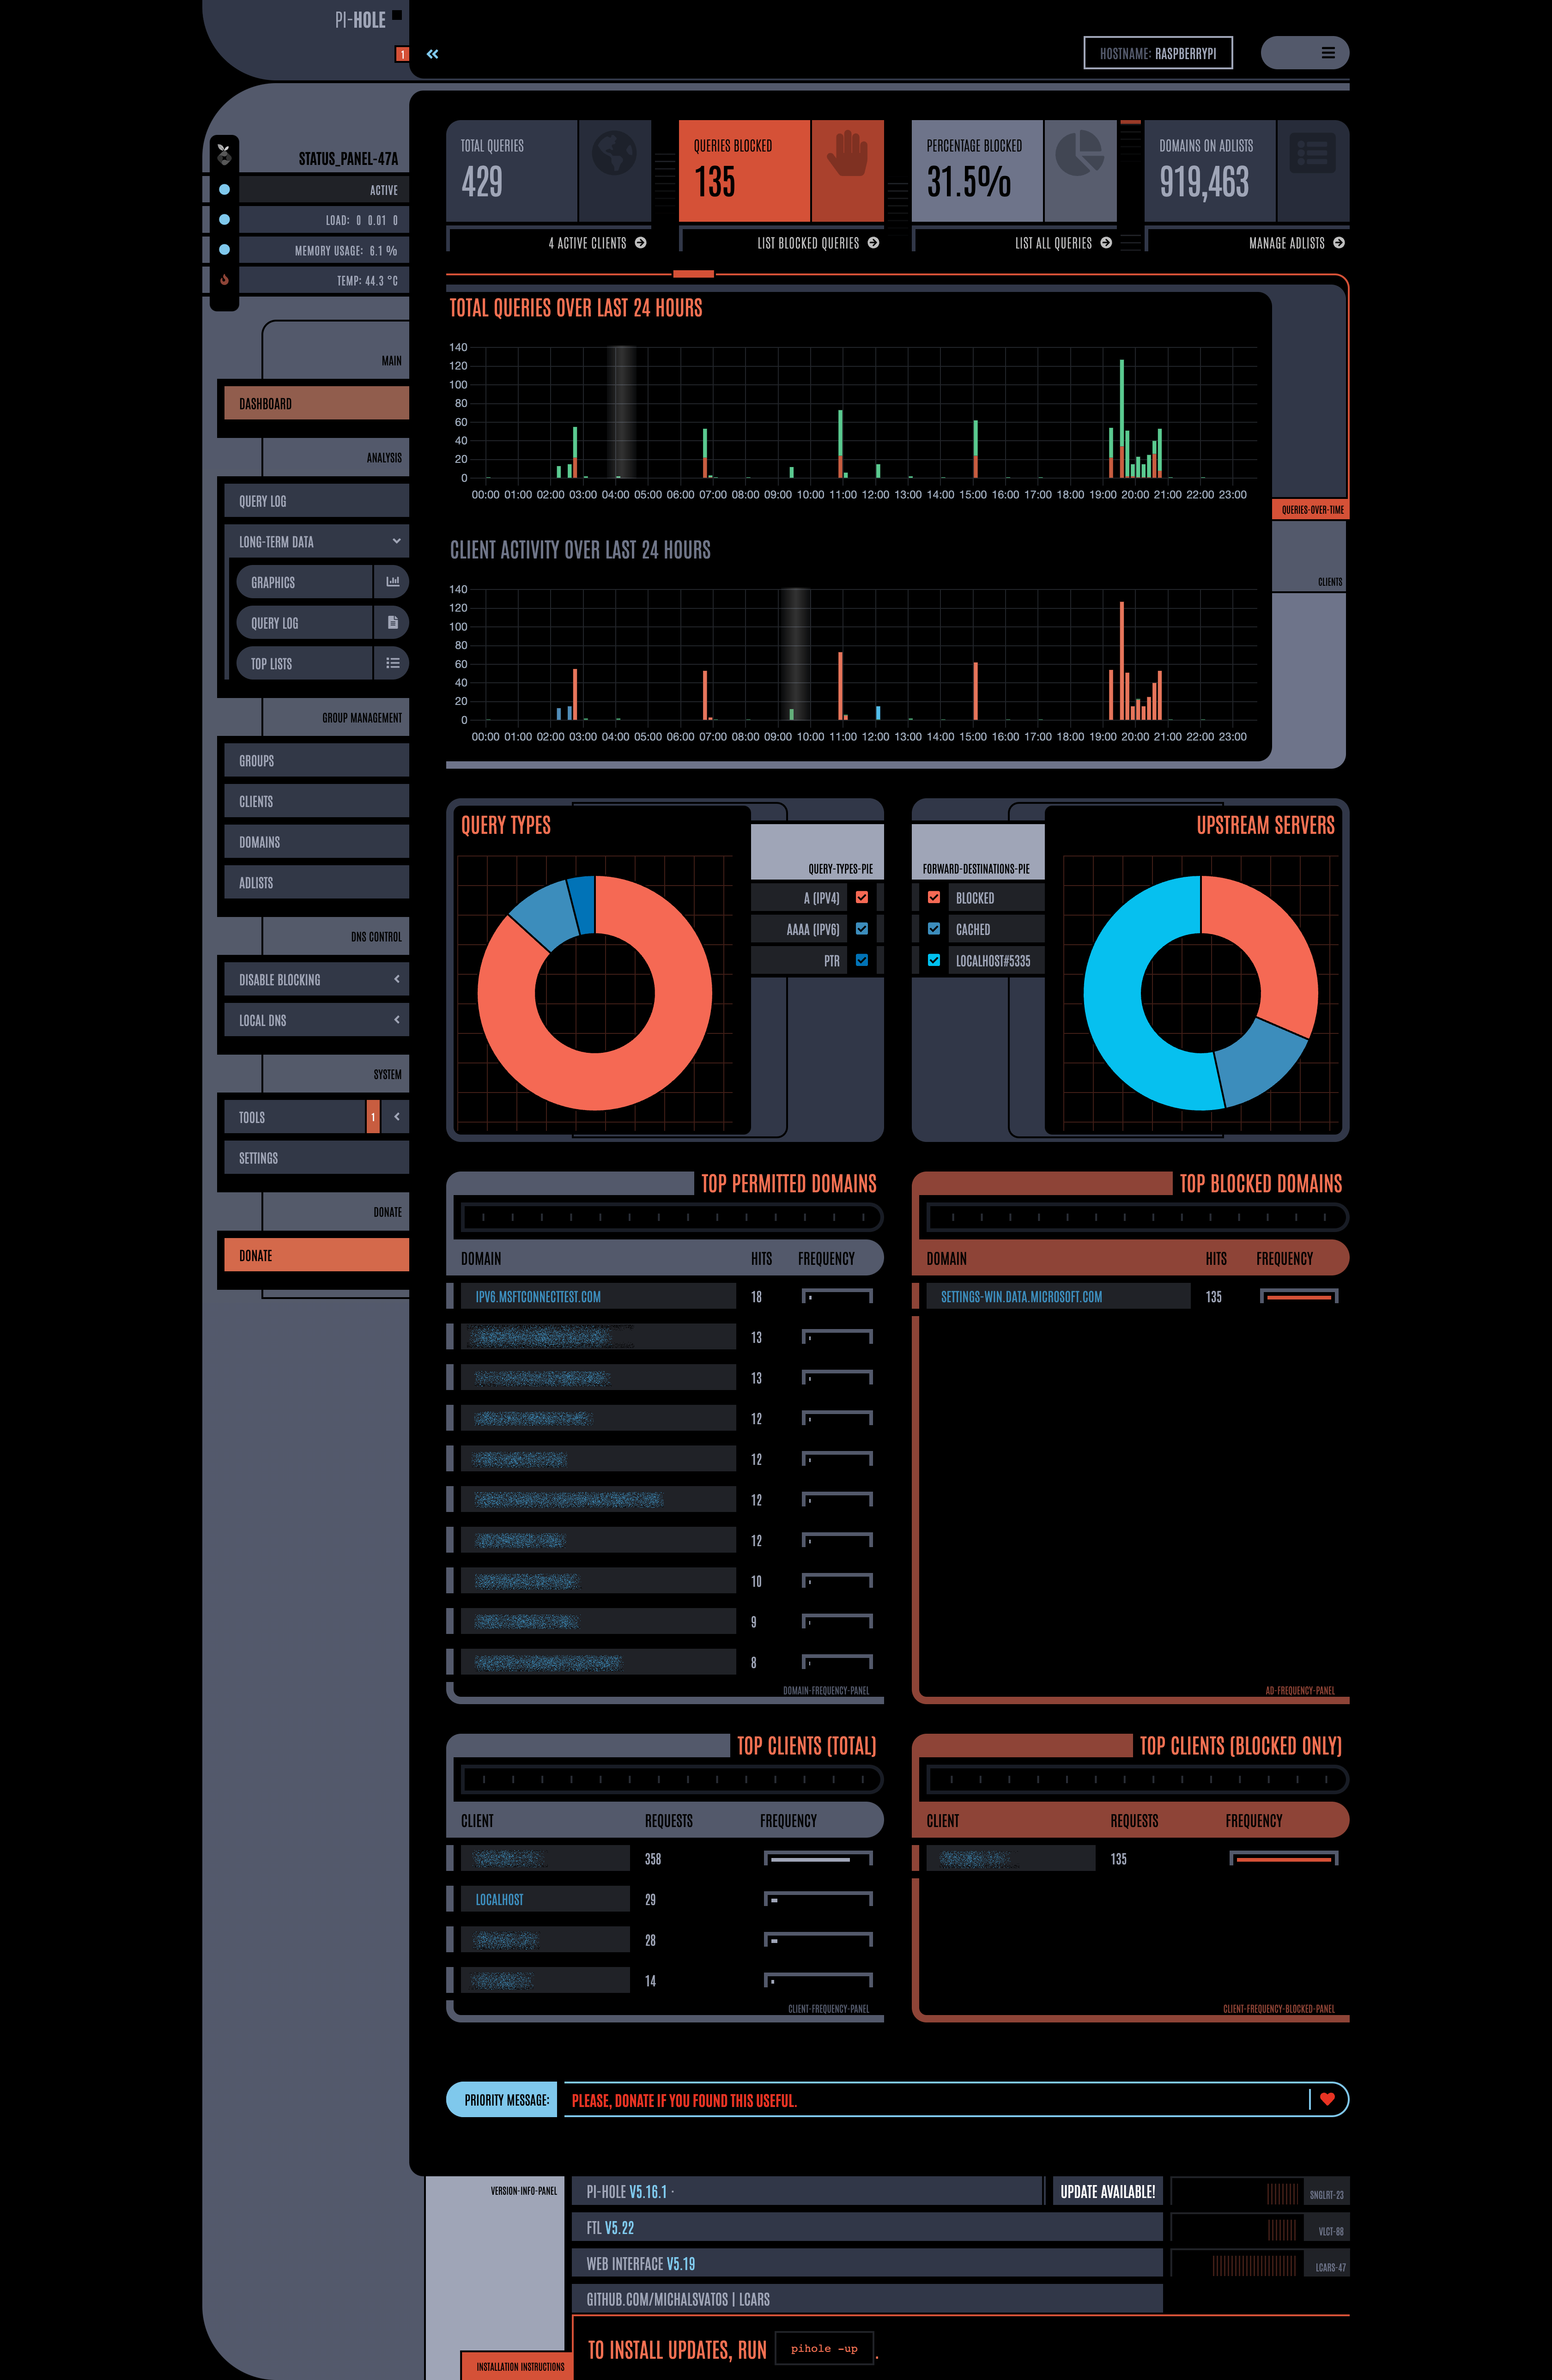 PI-HOLE
1
HOSTNAME: RASPBERRYPI
STATUS_PANEL-47A
ACTIVE
LOAD: 0 0.01 0
MEMORY USAGE: 6.1 %
TEMP: 44.3 °C
MAIN
DASHBOARD
ANALYSIS
QUERY LOG
LONG-TERM DATA
GRAPHICS
QUERY LOG
TOP LISTS
GROUP MANAGEMENT
GROUPS
CLIENTS
DOMAINS
ADLISTS
DNS CONTROL
DISABLE BLOCKING
LOCAL DNS
SYSTEM
TOOLS 1
SETTINGS
DONATE
DONATE
TOTAL QUERIES
429
4 ACTIVE CLIENTS
QUERIES BLOCKED
135
LIST BLOCKED QUERIES
PERCENTAGE BLOCKED
31.5%
LIST ALL QUERIES
DOMAINS ON ADLISTS
919,463
MANAGE ADLISTS
TOTAL QUERIES OVER LAST 24 HOURS
140
120
100
80
60
40
20
0
00:00 01:00 02:00 03:00 04:00 05:00 06:00 07:00 08:00 09:00 10:00 11:00 12:00 13:00 14:00 15:00 16:00 17:00 18:00 19:00 20:00 21:00 22:00 23:00
QUERIES-OVER-TIME
CLIENT ACTIVITY OVER LAST 24 HOURS
CLIENTS
140
120
100
80
60
40
20
0
00:00 01:00 02:00 03:00 04:00 05:00 06:00 07:00 08:00 09:00 10:00 11:00 12:00 13:00 14:00 15:00 16:00 17:00 18:00 19:00 20:00 21:00 22:00 23:00
QUERY TYPES
QUERY-TYPES-PIE
A (IPV4)
AAAA (IPV6)
PTR
UPSTREAM SERVERS
FORWARD-DESTINATIONS-PIE
BLOCKED
CACHED
LOCALHOST#5335
TOP PERMITTED DOMAINS
DOMAIN HITS FREQUENCY
IPV6.MSFTCONNECTTEST.COM 18
13
13
12
12
12
12
10
9
8
DOMAIN-FREQUENCY-PANEL
TOP BLOCKED DOMAINS
DOMAIN HITS FREQUENCY
SETTINGS-WIN.DATA.MICROSOFT.COM 135
AD-FREQUENCY-PANEL
TOP CLIENTS (TOTAL)
CLIENT REQUESTS FREQUENCY
358
LOCALHOST 29
28
14
CLIENT-FREQUENCY-PANEL
TOP CLIENTS (BLOCKED ONLY)
CLIENT REQUESTS FREQUENCY
135
CLIENT-FREQUENCY-BLOCKED-PANEL
PRIORITY MESSAGE: PLEASE, DONATE IF YOU FOUND THIS USEFUL.
VERSION-INFO-PANEL
PI-HOLE V5.16.1 · UPDATE AVAILABLE! SNGLRT-23
FTL V5.22 VLCT-88
WEB INTERFACE V5.19 LCARS-47
GITHUB.COM/MICHALSVATOS | LCARS
INSTALLATION INSTRUCTIONS
TO INSTALL UPDATES, RUN pihole -up .